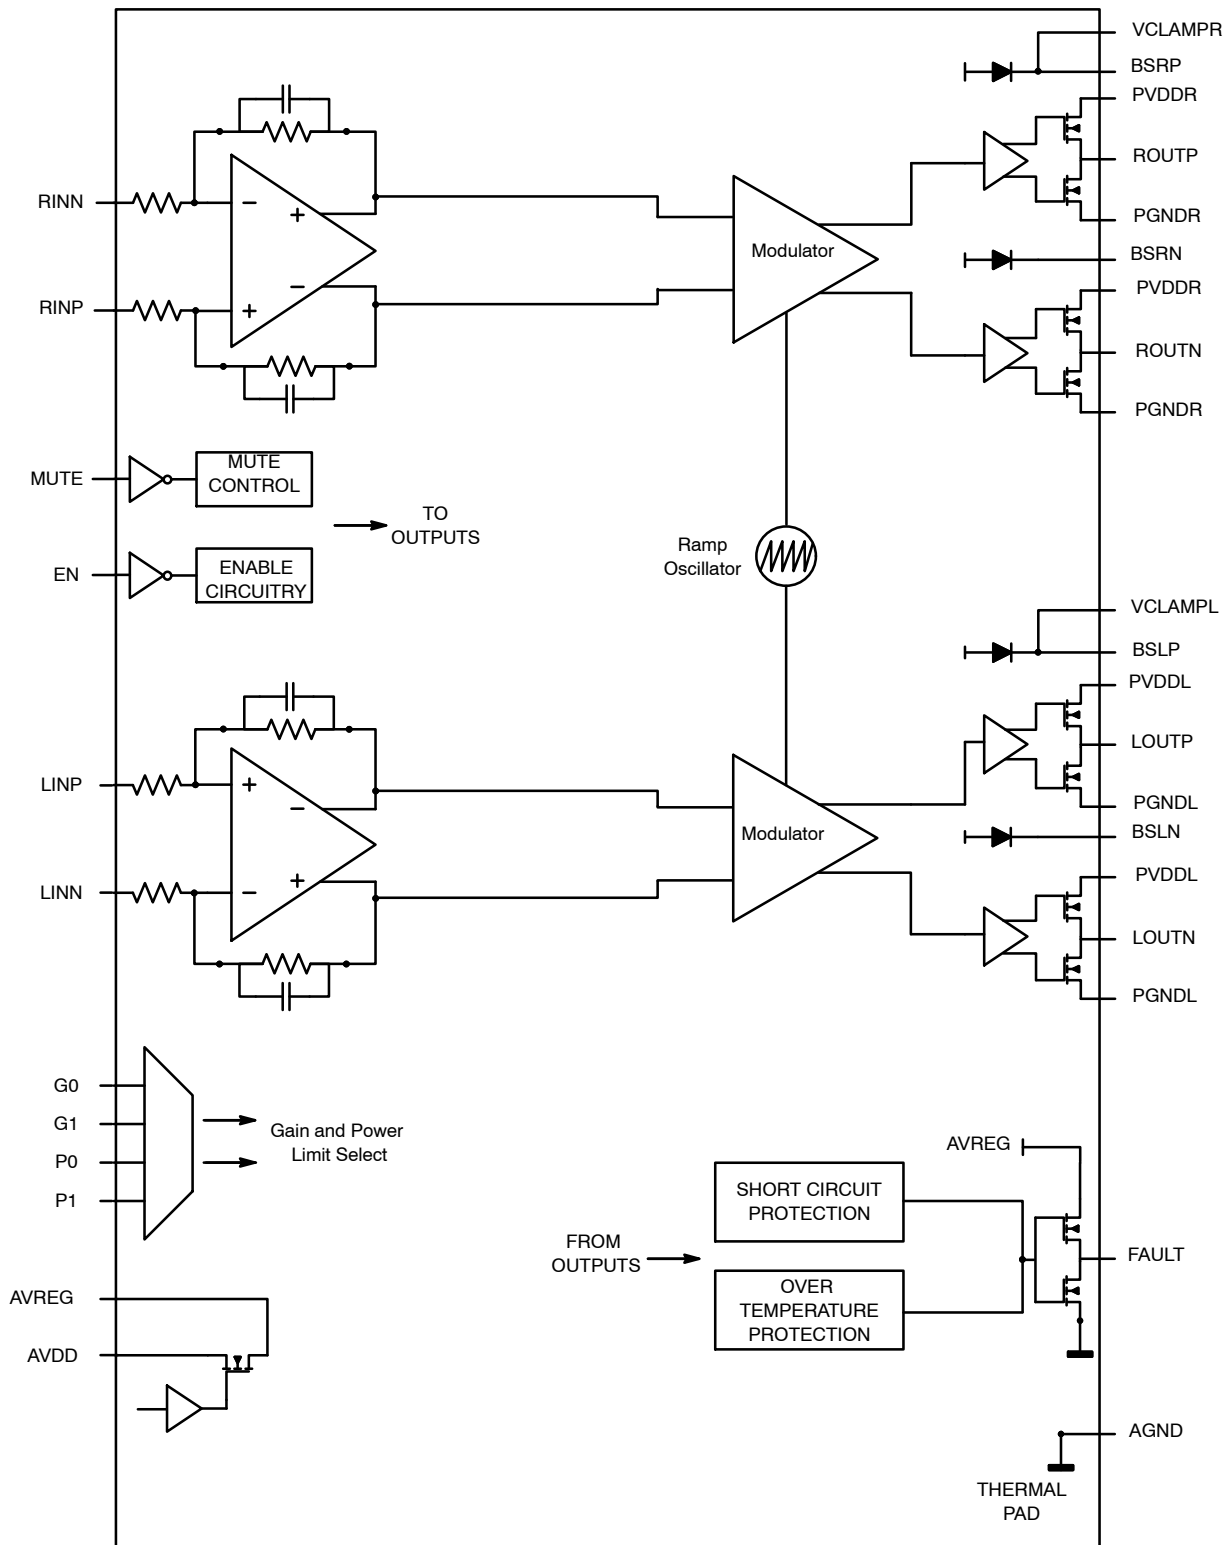 VCLAMPR
BSRP
PVDDR
ROUTP
PGNDR
BSRN
PVDDR
ROUTN
PGNDR
RINN
−
+
Modulator
RINP
+
−
MUTE
MUTE
CONTROL
TO
OUTPUTS
EN
ENABLE
CIRCUITRY
Ramp
Oscillator
VCLAMPL
BSLP
PVDDL
LOUTP
PGNDL
BSLN
PVDDL
LOUTN
PGNDL
LINP
+
−
Modulator
LINN
−
+
G0
G1
P0
P1
Gain and Power
Limit Select
AVREG
SHORT CIRCUIT
PROTECTION
FROM
OUTPUTS
OVER
TEMPERATURE
PROTECTION
FAULT
AVREG
AVDD
AGND
THERMAL
PAD